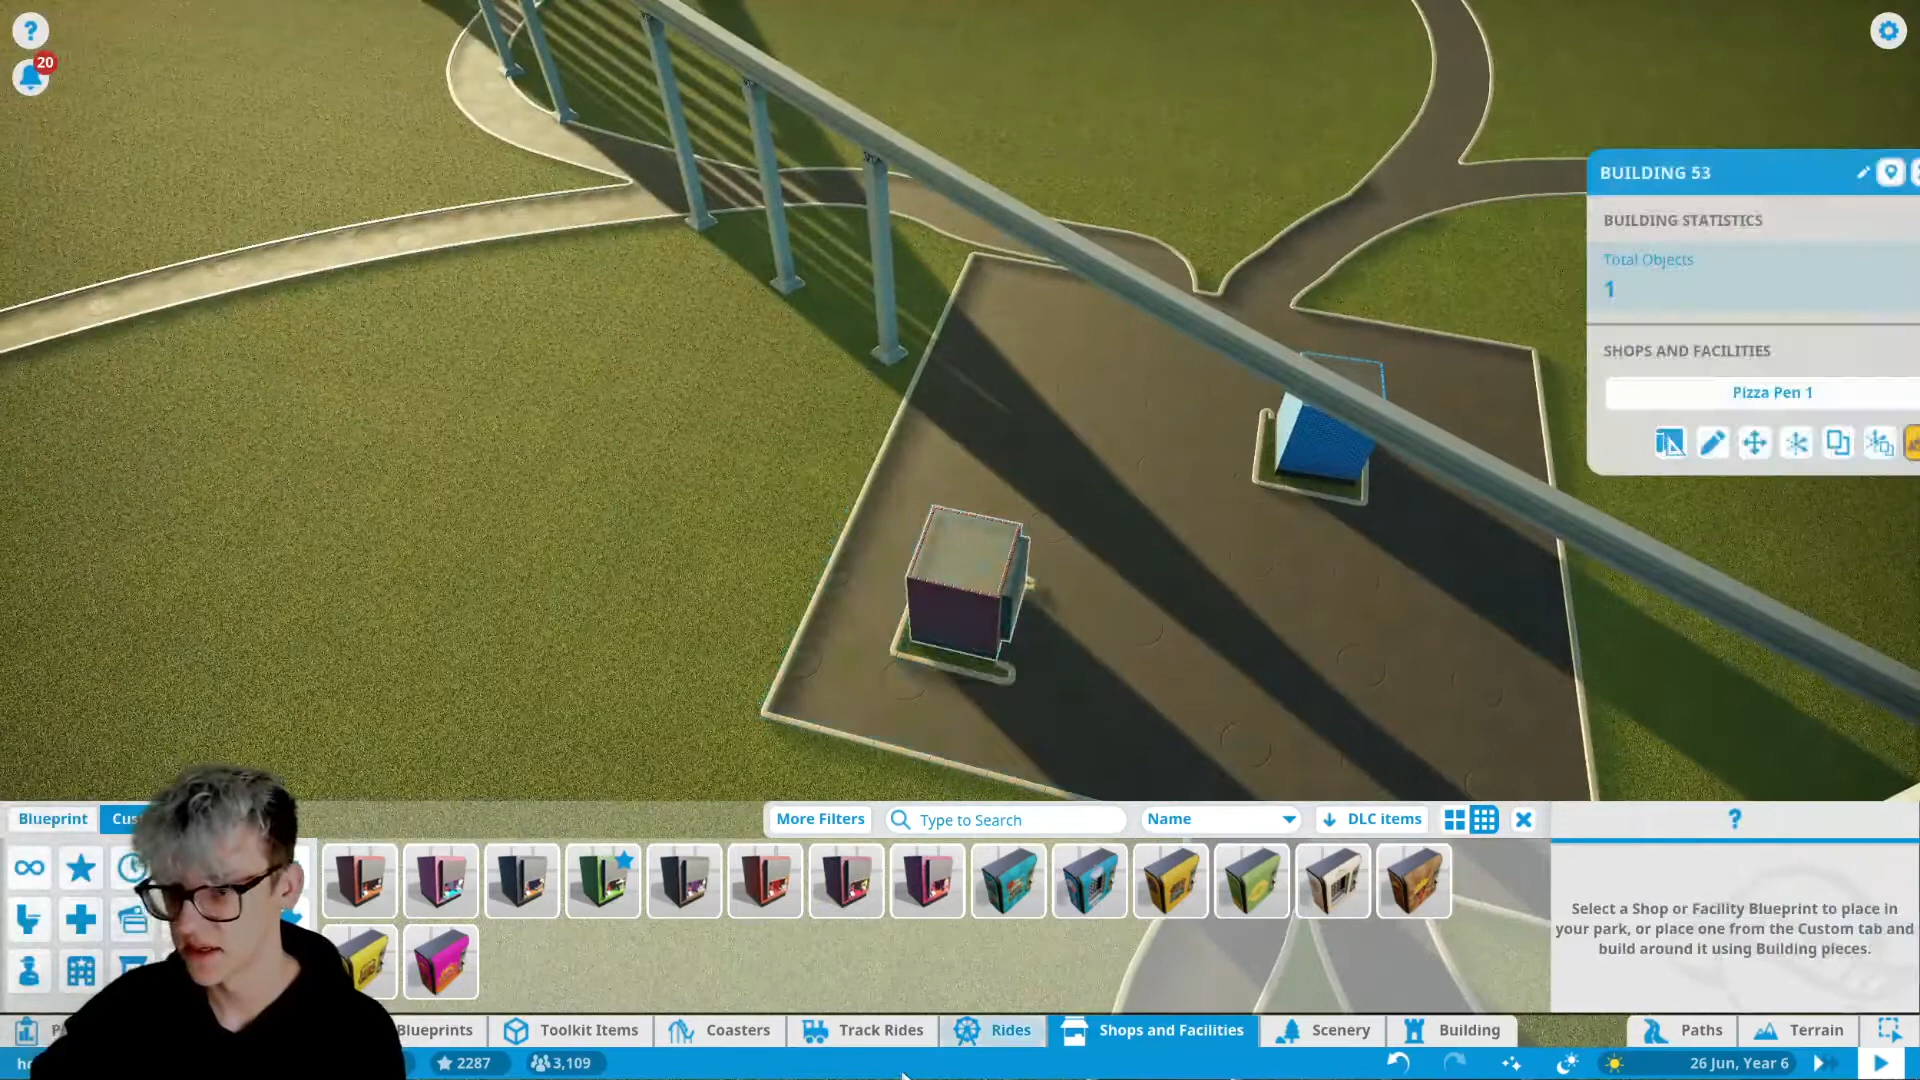 ?
20
BUILDING 53
BUILDING STATISTICS
Total Objects
1
SHOPS AND FACILITIES
Pizza Pen 1
Blueprint
More Filters
Type to Search
Name
DLC items
?
Select a Shop or Facility Blueprint to place in
your park, or place one from the Custom tab and
build around it using Building pieces.
Blueprints
Toolkit Items
Coasters
Track Rides
Rides
Shops and Facilities
Scenery
Building
Paths
Terrain
2287
3,109
26 Jun, Year 6